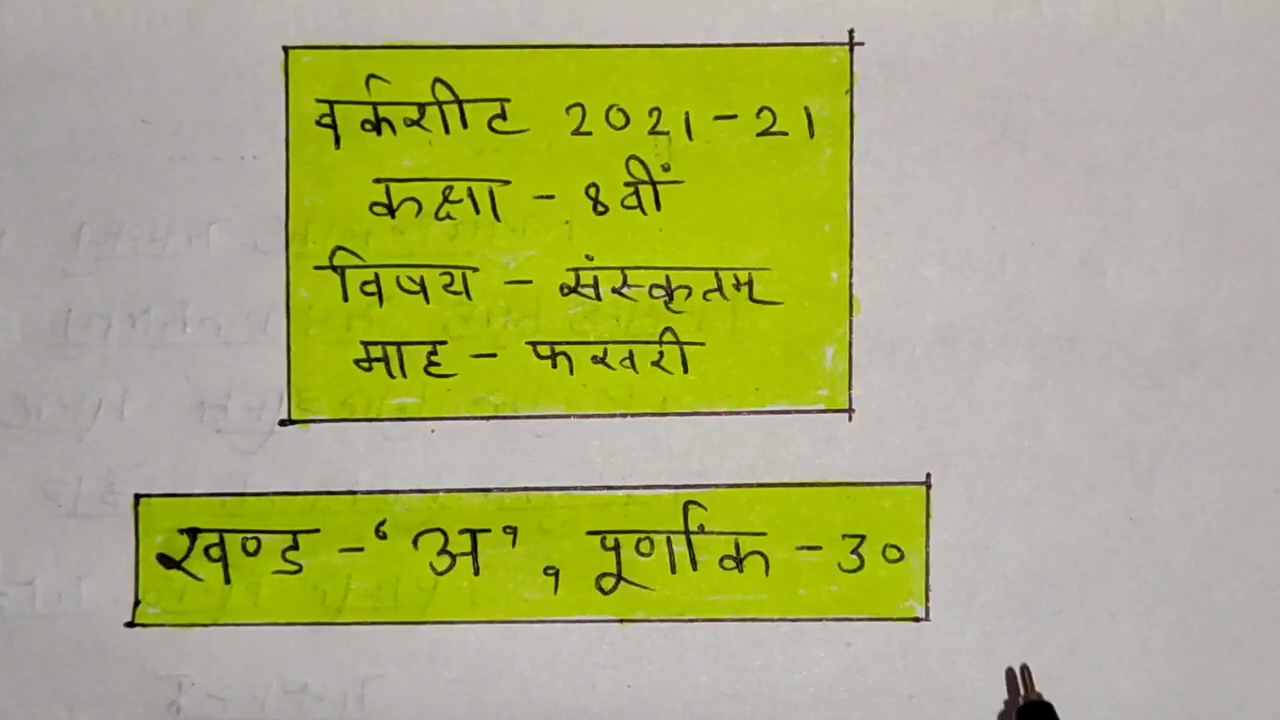 वर्कशीट 2021-21
कक्षा - 8वीं
विषय - संस्कृतम्
माह - फरवरी
खण्ड - 'अ', पूर्णांक - 30